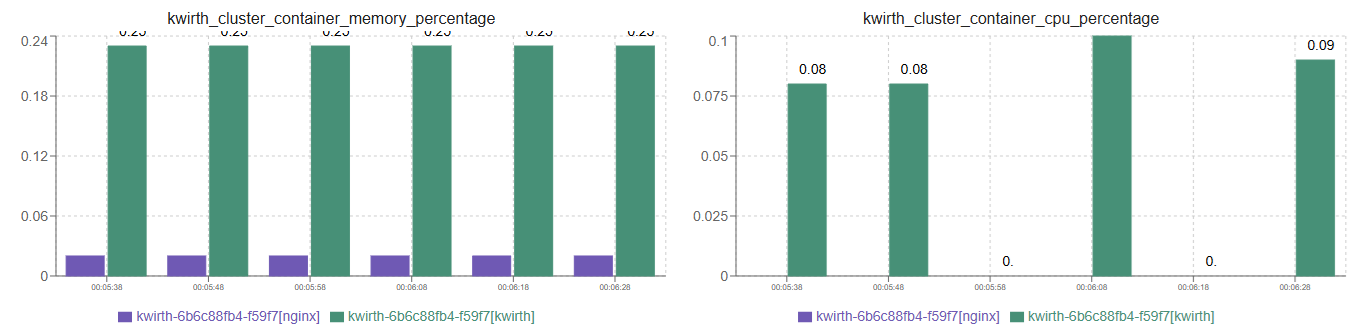 kwirth_cluster_container_memory_percentage
0.24
0.18
0.12
0.06
0
00:05:38 00:05:48 00:05:58 00:06:08 00:06:18 00:06:28
kwirth-6b6c88fb4-f59f7[nginx] kwirth-6b6c88fb4-f59f7[kwirth]
kwirth_cluster_container_cpu_percentage
0.1
0.09
0.08 0.08
0.075
0.05
0.025
0. 0.
0
00:05:38 00:05:48 00:05:58 00:06:08 00:06:18 00:06:28
kwirth-6b6c88fb4-f59f7[nginx] kwirth-6b6c88fb4-f59f7[kwirth]